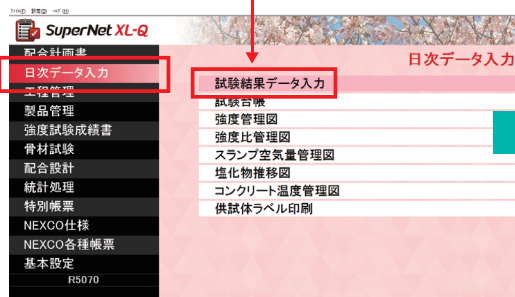 SuperNet XL-Q
配合計画書
日次データ入力
工程管理
製品管理
強度試験成績書
骨材試験
配合設計
統計処理
特別帳票
NEXCO仕様
NEXCO各種帳票
基本設定
R5070
日次データ入力
試験結果データ入力
試験台帳
強度管理図
強度比管理図
スランプ空気量管理図
塩化物推移図
コンクリート温度管理図
供試体ラベル印刷